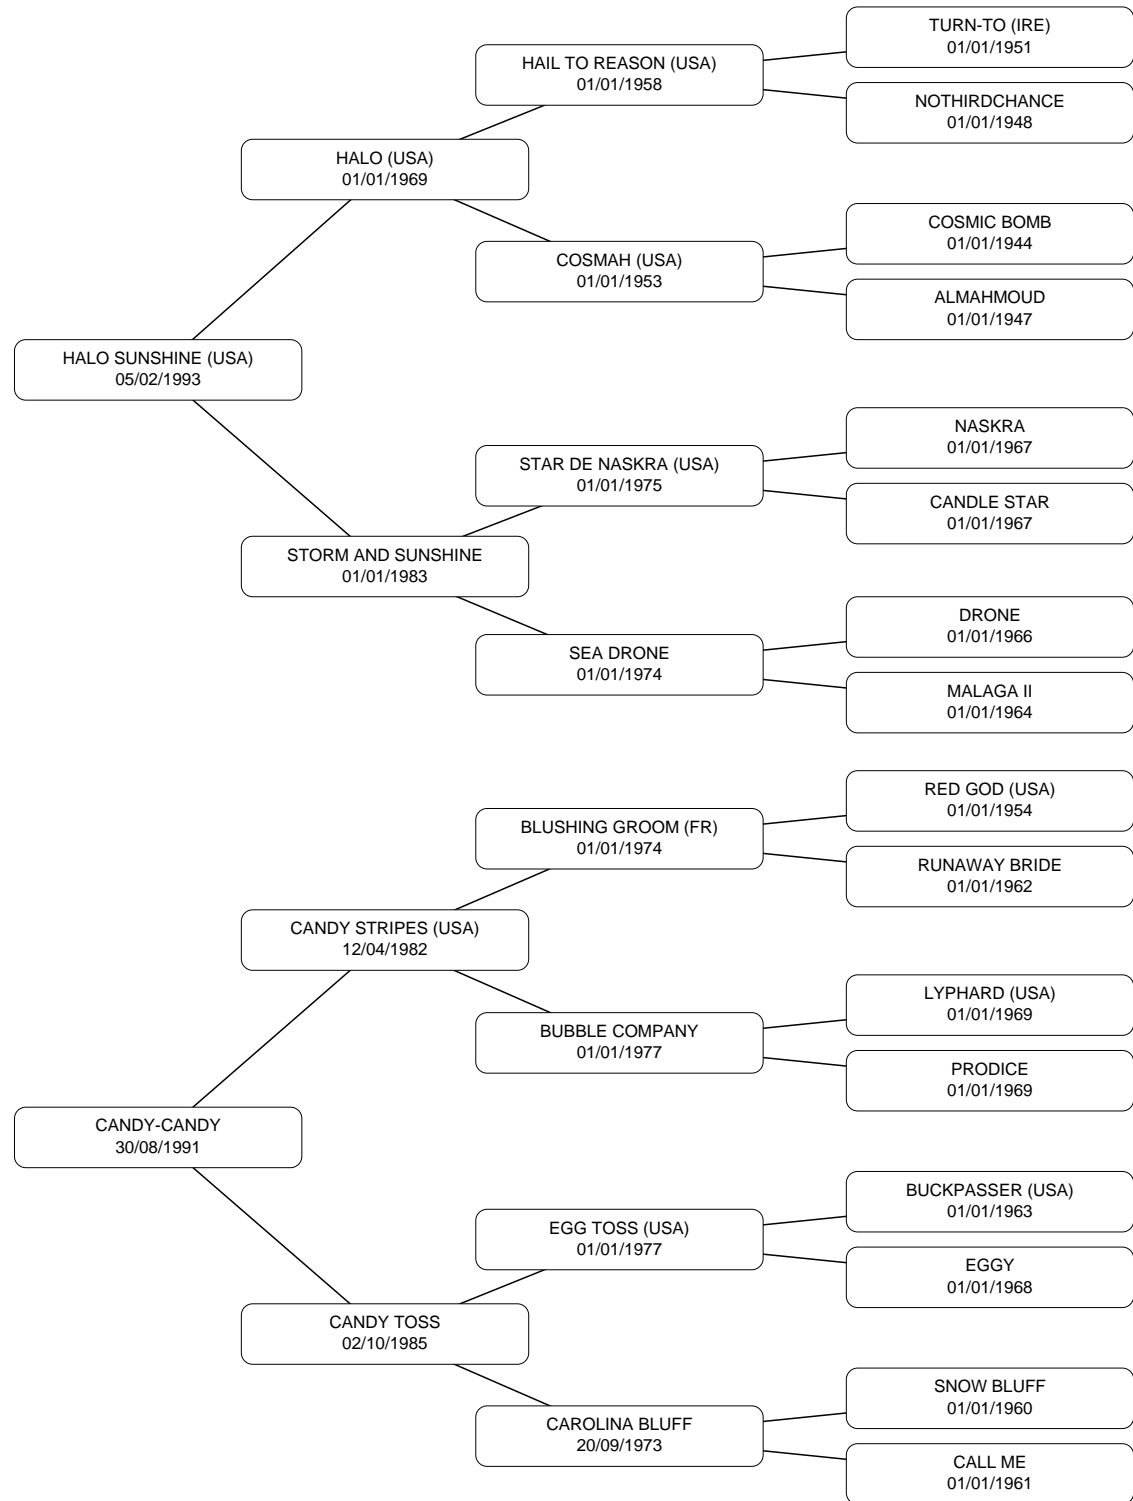 TURN-TO (IRE)
01/01/1951
HAIL TO REASON (USA)
01/01/1958
NOTHIRDCHANCE
01/01/1948
HALO (USA)
01/01/1969
COSMIC BOMB
01/01/1944
COSMAH (USA)
01/01/1953
ALMAHMOUD
01/01/1947
HALO SUNSHINE (USA)
05/02/1993
NASKRA
01/01/1967
STAR DE NASKRA (USA)
01/01/1975
CANDLE STAR
01/01/1967
STORM AND SUNSHINE
01/01/1983
DRONE
01/01/1966
SEA DRONE
01/01/1974
MALAGA II
01/01/1964
RED GOD (USA)
01/01/1954
BLUSHING GROOM (FR)
01/01/1974
RUNAWAY BRIDE
01/01/1962
CANDY STRIPES (USA)
12/04/1982
LYPHARD (USA)
01/01/1969
BUBBLE COMPANY
01/01/1977
PRODICE
01/01/1969
CANDY-CANDY
30/08/1991
BUCKPASSER (USA)
01/01/1963
EGG TOSS (USA)
01/01/1977
EGGY
01/01/1968
CANDY TOSS
02/10/1985
SNOW BLUFF
01/01/1960
CAROLINA BLUFF
20/09/1973
CALL ME
01/01/1961